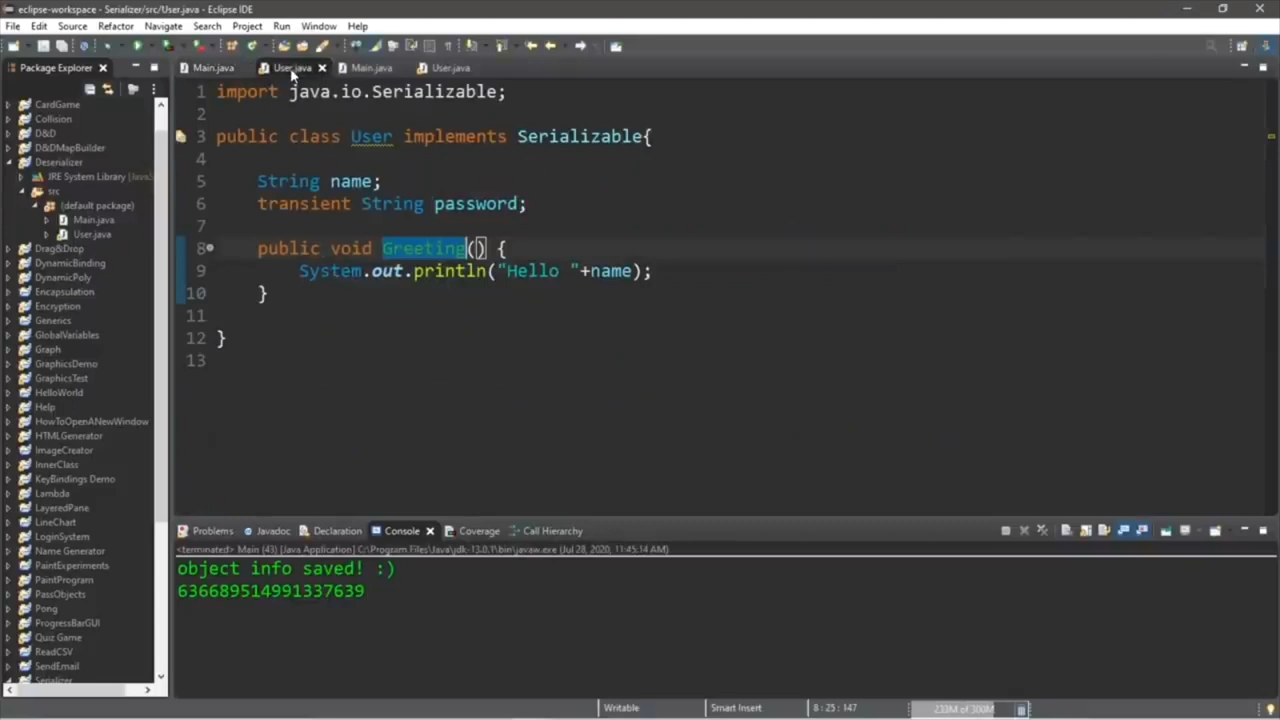 eclipse-workspace - Serializer/src/User.java - Eclipse IDE
File Edit Source Refactor Navigate Search Project Run Window Help
Package Explorer
Main.java User.java Main.java User.java
CardGame
Collision
D&D
D&DMapBuilder
Deserializer
JRE System Library [JavaS
src
(default package)
Main.java
User.java
Drag&Drop
DynamicBinding
DynamicPoly
Encapsulation
Encryption
Generics
GlobalVariables
Graph
GraphicsDemo
GraphicsTest
HelloWorld
Help
HowToOpenANewWindow
HTMLGenerator
ImageCreator
InnerClass
KeyBindings Demo
Lambda
LayeredPane
LineChart
LoginSystem
Name Generator
PaintExperiments
PaintProgram
PassObjects
Pong
ProgressBarGUI
Quiz Game
ReadCSV
SendEmail
Serializer
1 import java.io.Serializable;
2
3 public class User implements Serializable{
4
5 String name;
6 transient String password;
7
8 public void Greeting() {
9 System.out.println("Hello "+name);
10 }
11
12 }
13
Problems Javadoc Declaration Console Coverage Call Hierarchy
<terminated> Main (43) [Java Application] C:\Program Files\Java\jdk-13.0.1\bin\javaw.exe (Jul 28, 2020, 11:45:14 AM)
object info saved! :)
636689514991337639
Writable Smart Insert 8 : 25 : 147 233M of 300M